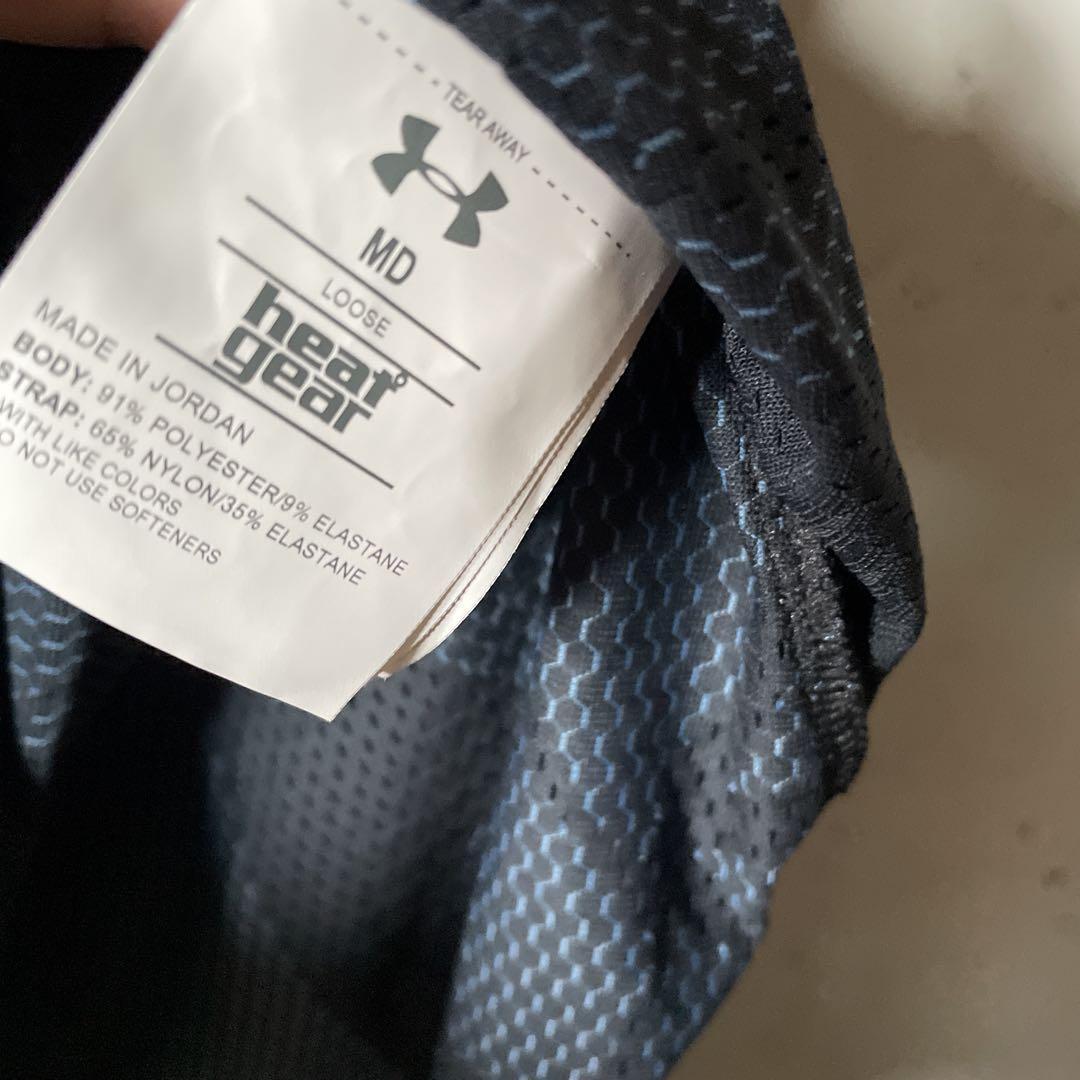 TEAR AWAY
MD
LOOSE
heat
gear
MADE IN JORDAN
BODY: 91% POLYESTER/9% ELASTANE
STRAP: 65% NYLON/35% ELASTANE
WITH LIKE COLORS
NOT USE SOFTENERS